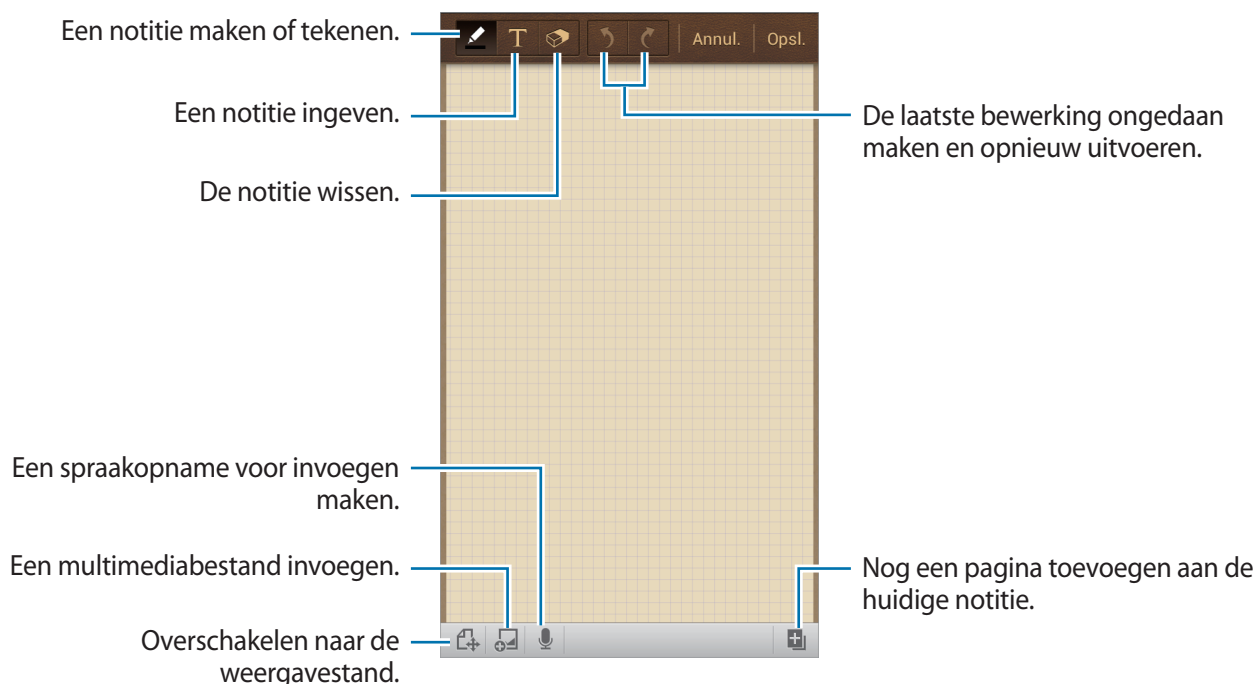 Een notitie maken of tekenen.
T
Annul.
Opsl.
Een notitie ingeven.
De laatste bewerking ongedaan
maken en opnieuw uitvoeren.
De notitie wissen.
Een spraakopname voor invoegen
maken.
Een multimediabestand invoegen.
Nog een pagina toevoegen aan de
huidige notitie.
Overschakelen naar de
weergavestand.